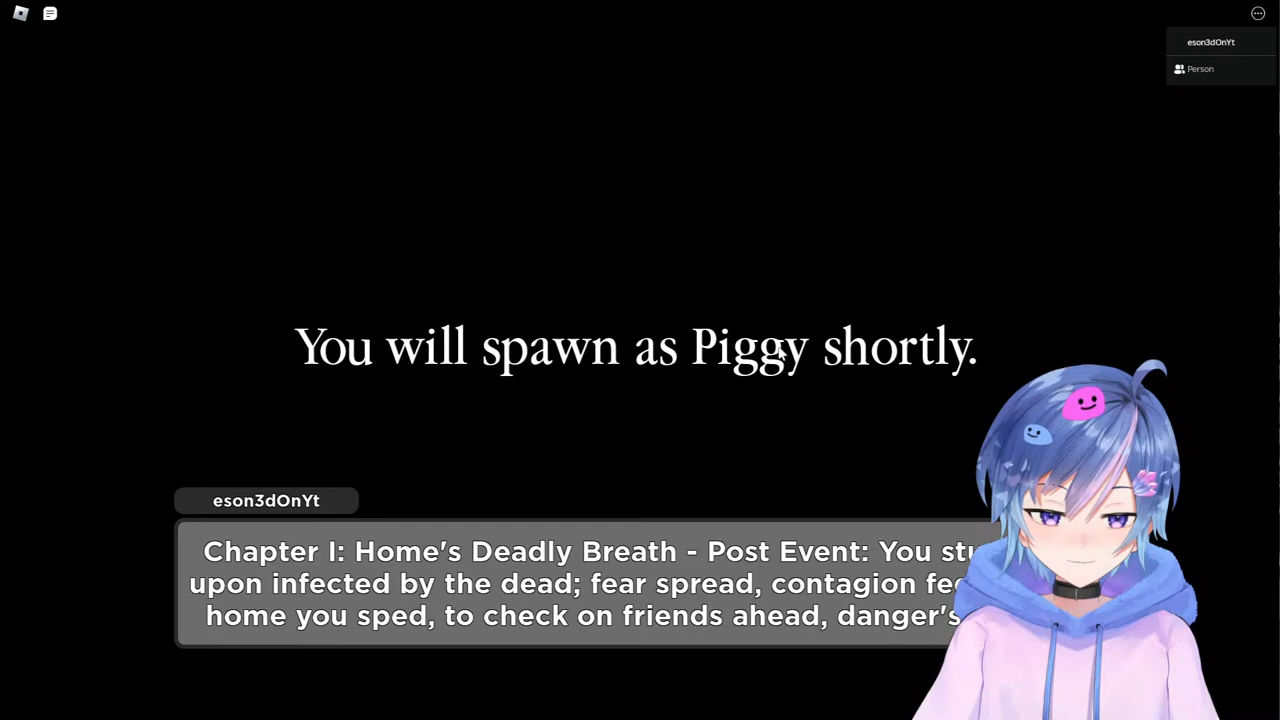 eson3dOnYt
Person
You will spawn as Piggy shortly.
eson3dOnYt
Chapter I: Home's Deadly Breath - Post Event: You
upon infected by the dead; fear spread, contagion
home you sped, to check on friends ahead, danger's